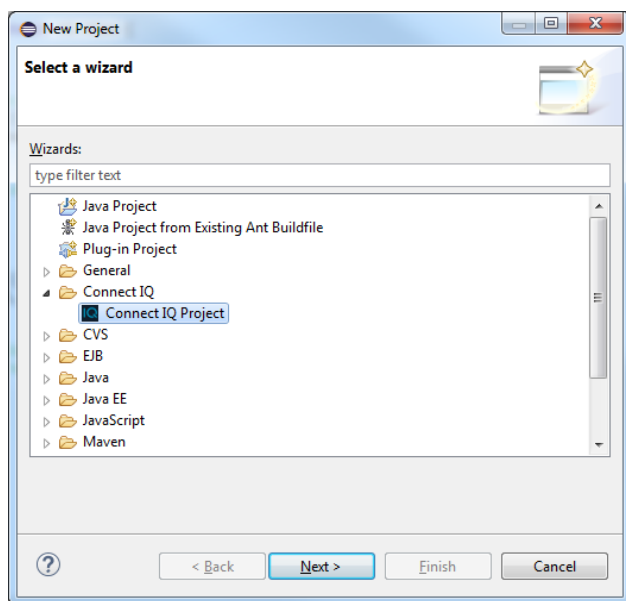 New Project
Select a wizard
Wizards:
type filter text
Java Project
Java Project from Existing Ant Buildfile
Plug-in Project
General
Connect IQ
IQ Connect IQ Project
CVS
EJB
Java
Java EE
JavaScript
Maven
? < Back Next > Finish Cancel